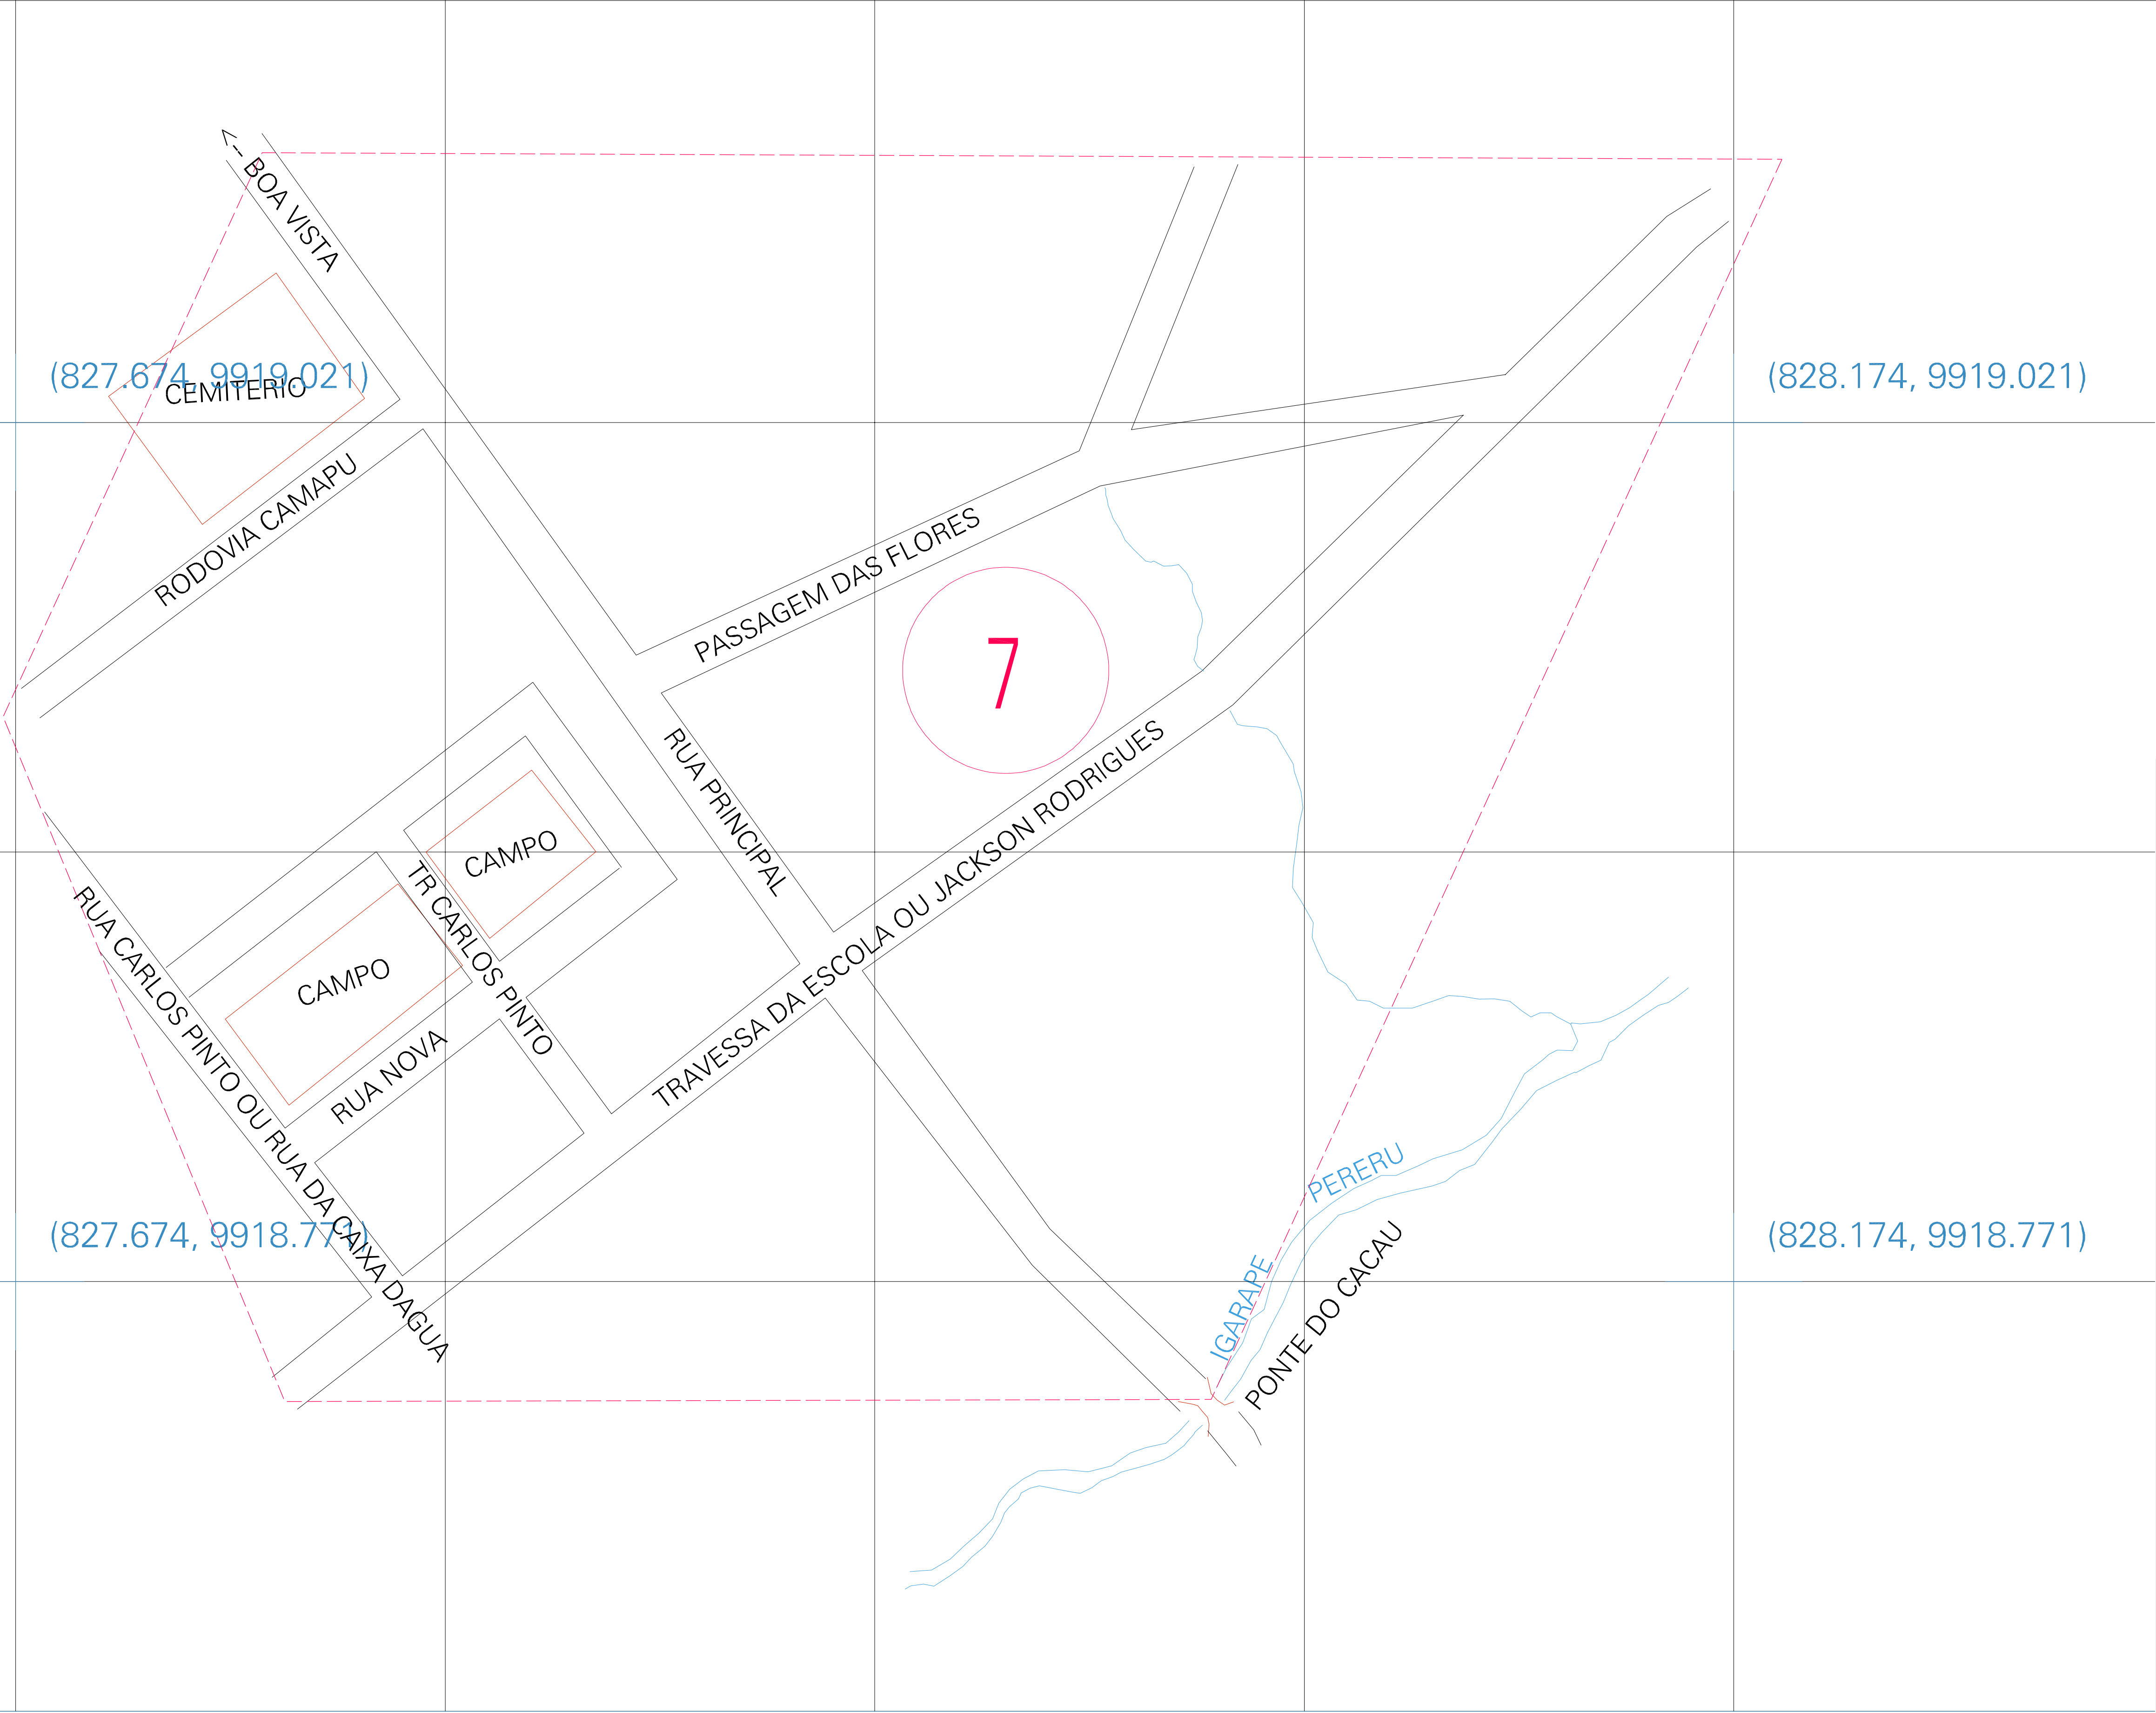 <-- BOA VISTA
(827.674, 9919.021)
CEMITERIO
(828.174, 9919.021)
RODOVIA CAMAPU
PASSAGEM DAS FLORES
7
RUA PRINCIPAL
CAMPO
TR CARLOS PINTO
TRAVESSA DA ESCOLA OU JACKSON RODRIGUES
CAMPO
RUA CARLOS PINTO OU RUA DA CAIXA DAGUA
RUA NOVA
PERERU
(827.674, 9918.771)
(828.174, 9918.771)
IGARAPE
PONTE DO CACAU